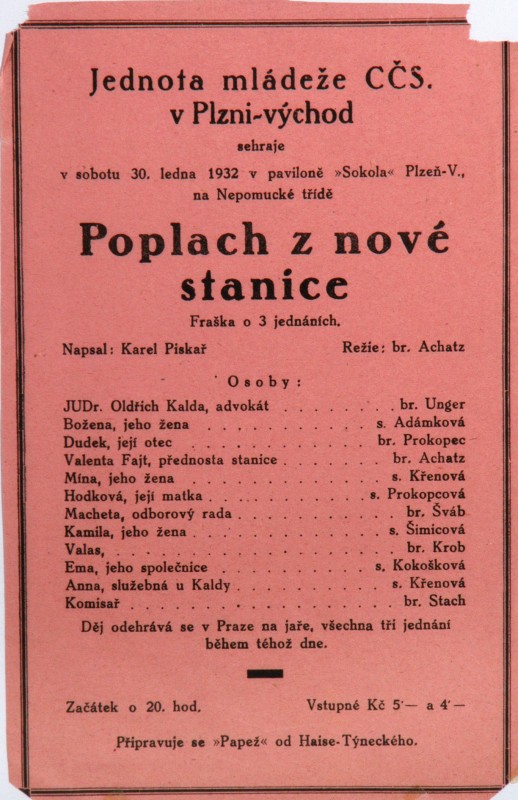 Jednota mládeže CČS.
v Plzni-východ
sehraje
v sobotu 30. ledna 1932 v paviloně »Sokola« Plzeň-V.,
na Nepomucké třídě
Poplach z nové
stanice
Fraška o 3 jednáních.
Napsal: Karel Piskař Režie: br. Achatz
Osoby:
JUDr. Oldřich Kalda, advokát . . . . . . . br. Unger
Božena, jeho žena . . . . . . . . . . . s. Adámková
Dudek, její otec . . . . . . . . . . . br. Prokopec
Valenta Fajt, přednosta stanice . . . . . . . br. Achatz
Mína, jeho žena . . . . . . . . . . . . s. Křenová
Hodková, její matka . . . . . . . . . . s. Prokopcová
Macheta, odborový rada . . . . . . . . . br. Šváb
Kamila, jeho žena . . . . . . . . . . . s. Šimicová
Valas, . . . . . . . . . . . . . . . br. Krob
Ema, jeho společnice . . . . . . . . . s. Kokošková
Anna, služebná u Kaldy . . . . . . . . . s. Křenová
Komisař . . . . . . . . . . . . . . br. Stach
Děj odehrává se v Praze na jaře, všechna tři jednání
během téhož dne.
Začátek o 20. hod. Vstupné Kč 5·— a 4·—
Připravuje se »Papež« od Haise-Týneckého.